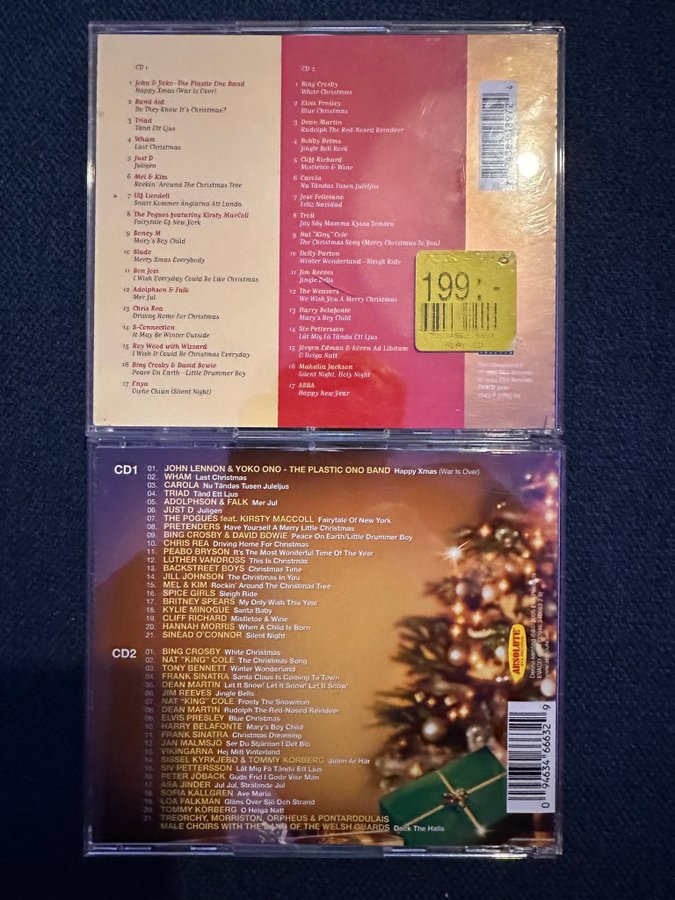 CD 1
1 John & Yoko - The Plastic Ono Band
Happy Xmas (War Is Over)
2 Band Aid
Do They Know It's Christmas?
3 Triad
Tänd Ett Ljus
4 Wham
Last Christmas
5 Just D
Juligen
6 Mel & Kim
Rockin' Around The Christmas Tree
7 Ulf Lundell
Snart Kommer Änglarna Att Landa
8 The Pogues featuring Kirsty MacColl
Fairytale Of New York
9 Boney M
Mary's Boy Child
10 Slade
Merry Xmas Everybody
11 Bon Jovi
I Wish Everyday Could Be Like Christmas
12 Adolphson & Falk
Mer Jul
13 Chris Rea
Driving Home For Christmas
14 S-Connection
It May Be Winter Outside
15 Roy Wood with Wizzard
I Wish It Could Be Christmas Everyday
16 Bing Crosby & David Bowie
Peace On Earth - Little Drummer Boy
17 Enya
Oiche Chiún (Silent Night)
CD 2
1 Bing Crosby
White Christmas
2 Elvis Presley
Blue Christmas
3 Dean Martin
Rudolph The Red-Nosed Reindeer
4 Bobby Helms
Jingle Bell Rock
5 Cliff Richard
Mistletoe & Wine
6 Carola
Nu Tändas Tusen Juleljus
7 José Feliciano
Feliz Navidad
8 Troll
Jag Såg Mamma Kyssa Tomten
9 Nat "King" Cole
The Christmas Song (Merry Christmas To You)
10 Dolly Parton
Winter Wonderland - Sleigh Ride
11 Jim Reeves
Jingle Bells
12 The Weavers
We Wish You A Merry Christmas
13 Harry Belafonte
Mary's Boy Child
14 Siv Pettersson
Låt Mig Få Tända Ett Ljus
15 Jörgen Edman & kören Ad Libitum
O Helga Natt
16 Mahalia Jackson
Silent Night, Holy Night
17 ABBA
Happy New Year
199:-
CD1
01. JOHN LENNON & YOKO ONO - THE PLASTIC ONO BAND Happy Xmas (War Is Over)
02. WHAM Last Christmas
03. CAROLA Nu Tändas Tusen Juleljus
04. TRIAD Tänd Ett Ljus
05. ADOLPHSON & FALK Mer Jul
06. JUST D Juligen
07. THE POGUES feat. KIRSTY MACCOLL Fairytale Of New York
08. PRETENDERS Have Yourself A Merry Little Christmas
09. BING CROSBY & DAVID BOWIE Peace On Earth/Little Drummer Boy
10. CHRIS REA Driving Home For Christmas
11. PEABO BRYSON It's The Most Wonderful Time Of The Year
12. LUTHER VANDROSS This Is Christmas
13. BACKSTREET BOYS Christmas Time
14. JILL JOHNSON The Christmas In You
15. MEL & KIM Rockin' Around The Christmas Tree
16. SPICE GIRLS Sleigh Ride
17. BRITNEY SPEARS My Only Wish This Year
18. KYLIE MINOGUE Santa Baby
19. CLIFF RICHARD Mistletoe & Wine
20. HANNAH MORRIS When A Child Is Born
21. SINÉAD O'CONNOR Silent Night
CD2
01. BING CROSBY White Christmas
02. NAT "KING" COLE The Christmas Song
03. TONY BENNETT Winter Wonderland
04. FRANK SINATRA Santa Claus Is Coming To Town
05. DEAN MARTIN Let It Snow! Let It Snow! Let It Snow!
06. JIM REEVES Jingle Bells
07. NAT "KING" COLE Frosty The Snowman
08. DEAN MARTIN Rudolph The Red-Nosed Reindeer
09. ELVIS PRESLEY Blue Christmas
10. HARRY BELAFONTE Mary's Boy Child
11. FRANK SINATRA Christmas Dreaming
12. JAN MALMSJÖ Ser Du Stjärnan I Det Blå
13. VIKINGARNA Hej Mitt Vinterland
14. SISSEL KYRKJEBØ & TOMMY KÖRBERG Julen Är Här
15. SIV PETTERSSON Låt Mig Få Tända Ett Ljus
16. PETER JÖBACK Guds Frid I Gode Vise Män
17. ÅSA JINDER Jul Jul, Strålande Jul
18. SOFIA KÄLLGREN Ave Maria
19. LOA FALKMAN Gläns Över Sjö Och Strand
20. TOMMY KÖRBERG O Helga Natt
21. TREORCHY, MORRISTON, ORPHEUS & PONTARDDULAIS
MALE CHOIRS WITH THE BAND OF THE WELSH GUARDS Deck The Halls
ABSOLUTE
0 94634 66632 9